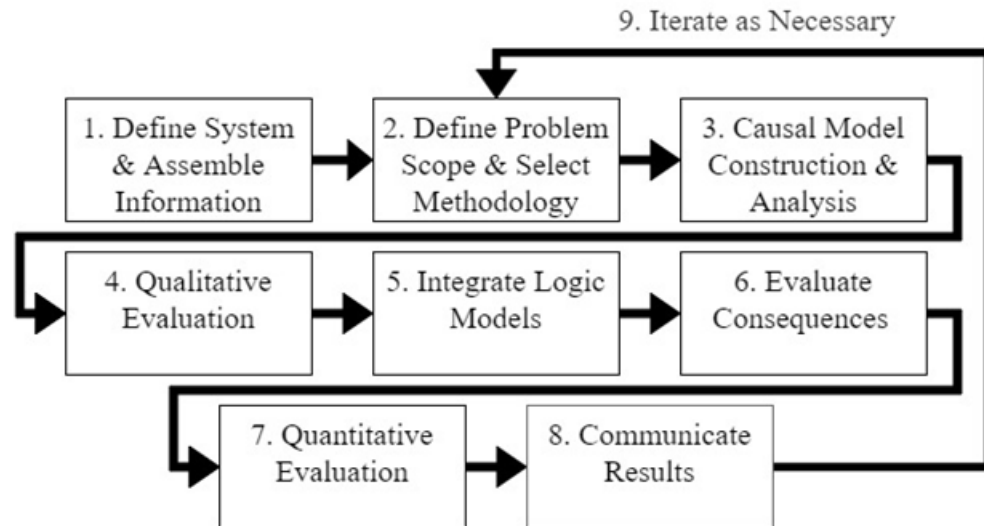 9. Iterate as Necessary
1. Define System
& Assemble
Information
2. Define Problem
Scope & Select
Methodology
3. Causal Model
Construction &
Analysis
4. Qualitative
Evaluation
5. Integrate Logic
Models
6. Evaluate
Consequences
7. Quantitative
Evaluation
8. Communicate
Results